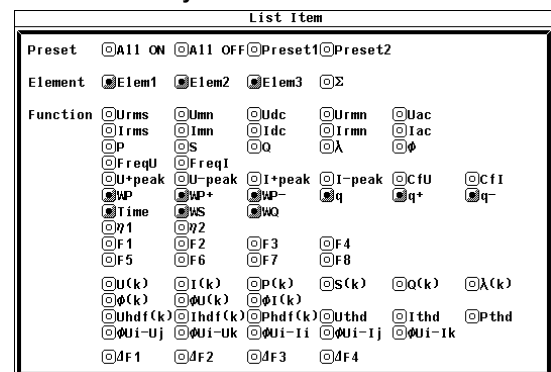 List Item
Preset All ON All OFF Preset1 Preset2
Element Elem1 Elem2 Elem3 Σ
Function Urms Umn Udc Urmn Uac
Irms Imn Idc Irmn Iac
P S Q λ ϕ
FreqU FreqI
U+peak U-peak I+peak I-peak CfU CfI
WP WP+ WP- q q+ q-
Time WS WQ
η1 η2
F1 F2 F3 F4
F5 F6 F7 F8
U(k) I(k) P(k) S(k) Q(k) λ(k)
ϕ(k) ϕU(k) ϕI(k)
Uhdf(k) Ihdf(k) Phdf(k) Uthd Ithd Pthd
ϕUi-Uj ϕUi-Uk ϕUi-Ii ϕUi-Ij ϕUi-Ik
ΔF1 ΔF2 ΔF3 ΔF4